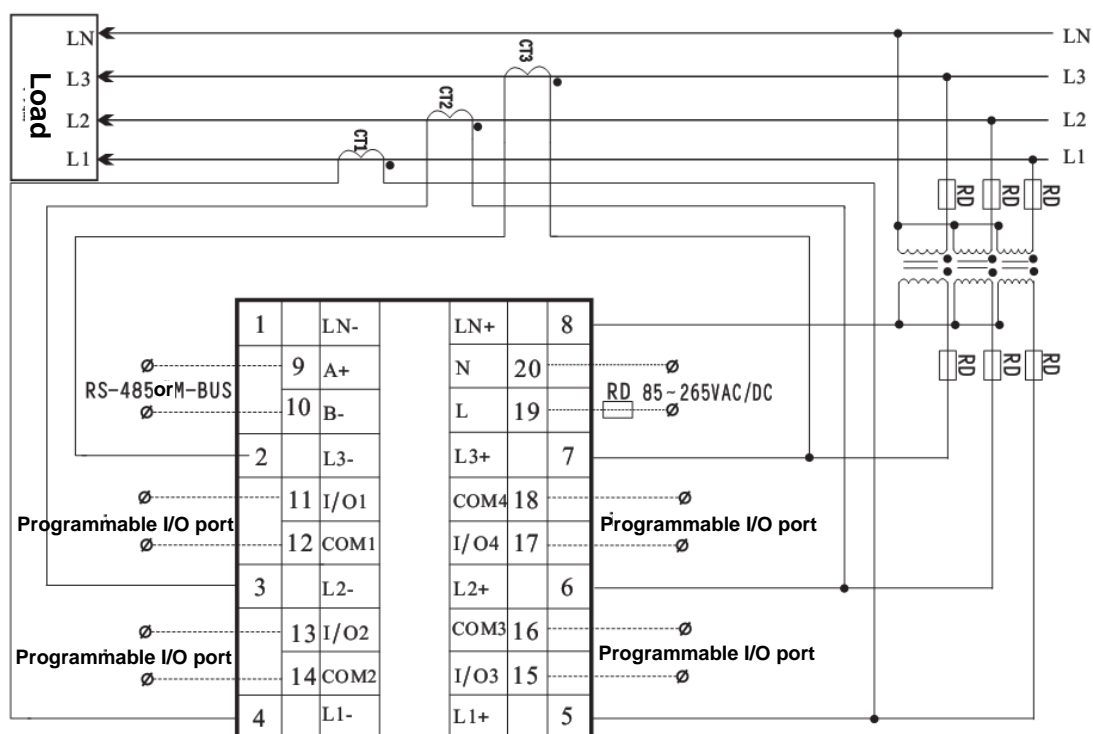 LN
L3
L2
L1
Load
CT3
CT2
CT1
LN
L3
L2
L1
RD RD RD
1 LN- LN+ 8
9 A+ N 20
RS-485orM-BUS
10 B- L 19 RD 85~265VAC/DC
RD RD RD
2 L3- L3+ 7
11 I/O1 COM4 18
Programmable I/O port Programmable I/O port
12 COM1 I/O4 17
3 L2- L2+ 6
13 I/O2 COM3 16
Programmable I/O port Programmable I/O port
14 COM2 I/O3 15
4 L1- L1+ 5